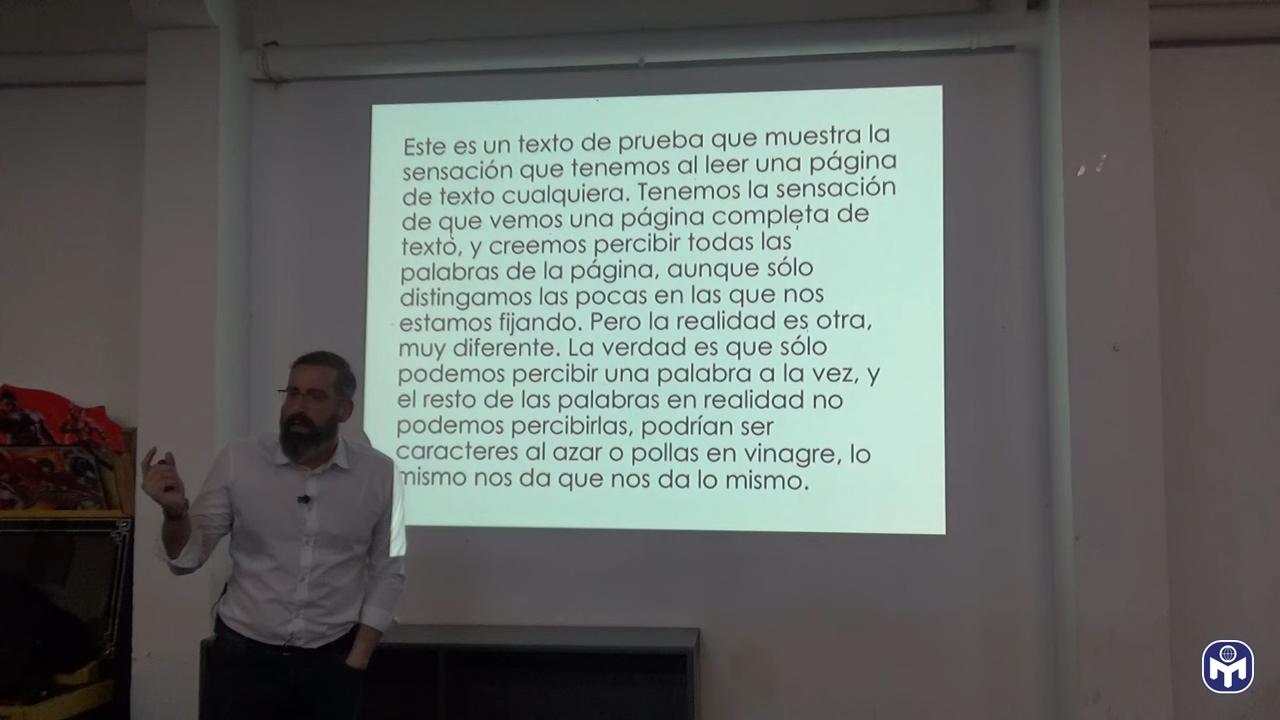 Este es un texto de prueba que muestra la
sensación que tenemos al leer una página
de texto cualquiera. Tenemos la sensación
de que vemos una página completa de
texto, y creemos percibir todas las
palabras de la página, aunque sólo
distingamos las pocas en las que nos
estamos fijando. Pero la realidad es otra,
muy diferente. La verdad es que sólo
podemos percibir una palabra a la vez, y
el resto de las palabras en realidad no
podemos percibirlas, podrían ser
caracteres al azar o pollas en vinagre, lo
mismo nos da que nos da lo mismo.